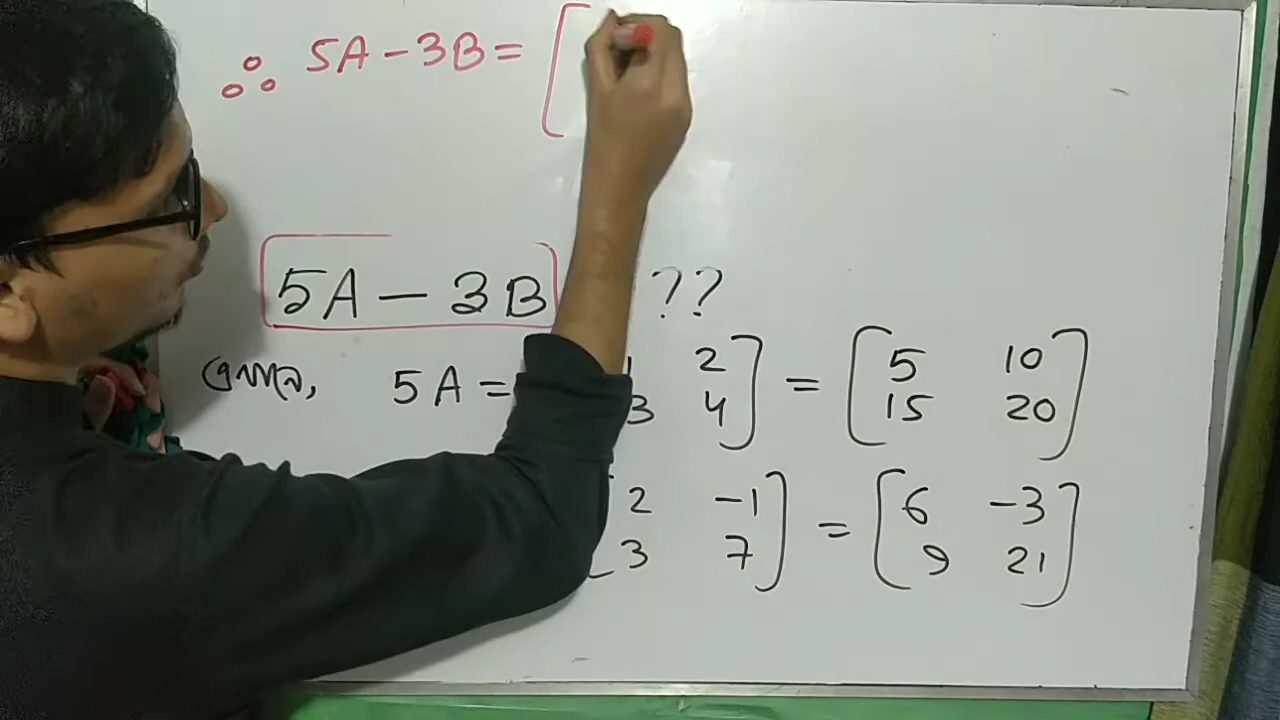 ∴ 5A - 3B = [
5A - 3B ??
5A = 1 2 ] = [ 5 10 ]
3 4 ] [ 15 20 ]
2 -1 ] = [ 6 -3 ]
[ 3 7 ] [ 9 21 ]